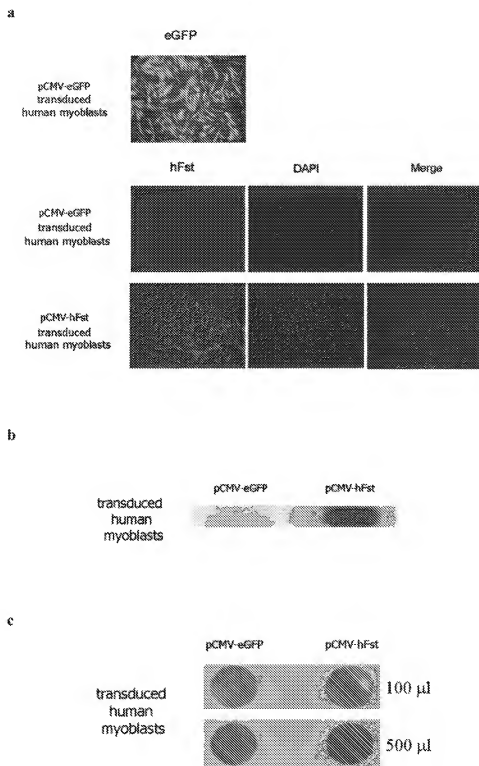 a
eGFP
pCMV-eGFP
transduced
human myoblasts
hFst DAPI Merge
pCMV-eGFP
transduced
human myoblasts
pCMV-hFst
transduced
human myoblasts
b
pCMV-eGFP pCMV-hFst
transduced
human
myoblasts
c
pCMV-eGFP pCMV-hFst
100 µl
transduced
human
myoblasts
500 µl